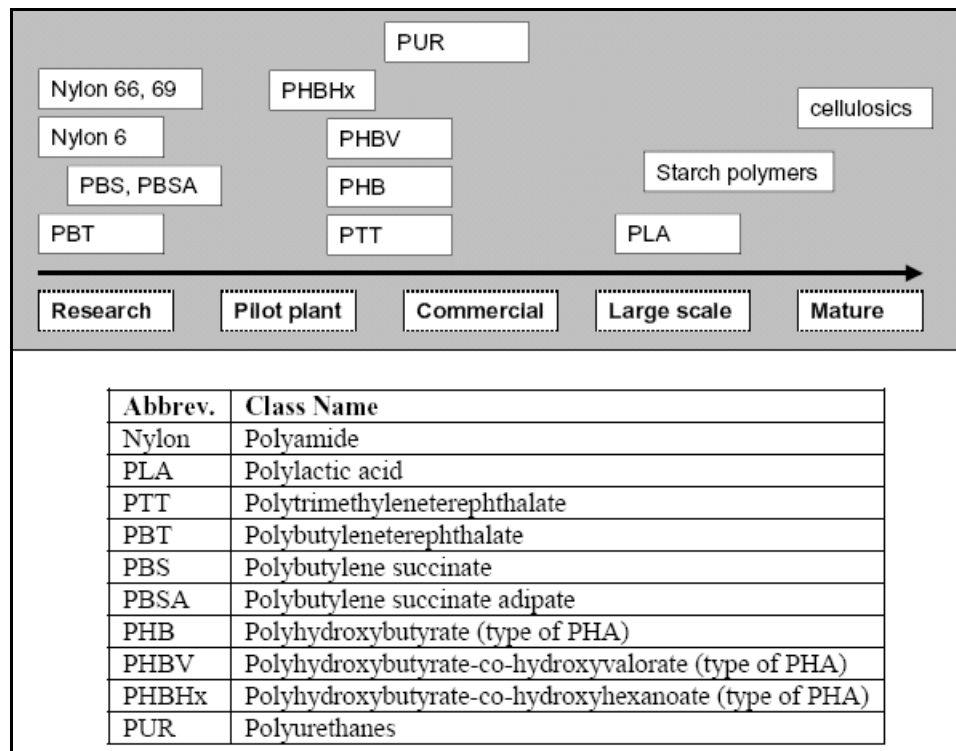 PUR
Nylon 66, 69
PHBHx
cellulosics
Nylon 6
PHBV
PBS, PBSA
PHB
Starch polymers
PBT
PTT
PLA
Research
Pilot plant
Commercial
Large scale
Mature
Abbrev. Class Name
Nylon Polyamide
PLA Polylactic acid
PTT Polytrimethyleneterephthalate
PBT Polybutyleneterephthalate
PBS Polybutylene succinate
PBSA Polybutylene succinate adipate
PHB Polyhydroxybutyrate (type of PHA)
PHBV Polyhydroxybutyrate-co-hydroxyvalorate (type of PHA)
PHBHx Polyhydroxybutyrate-co-hydroxyhexanoate (type of PHA)
PUR Polyurethanes